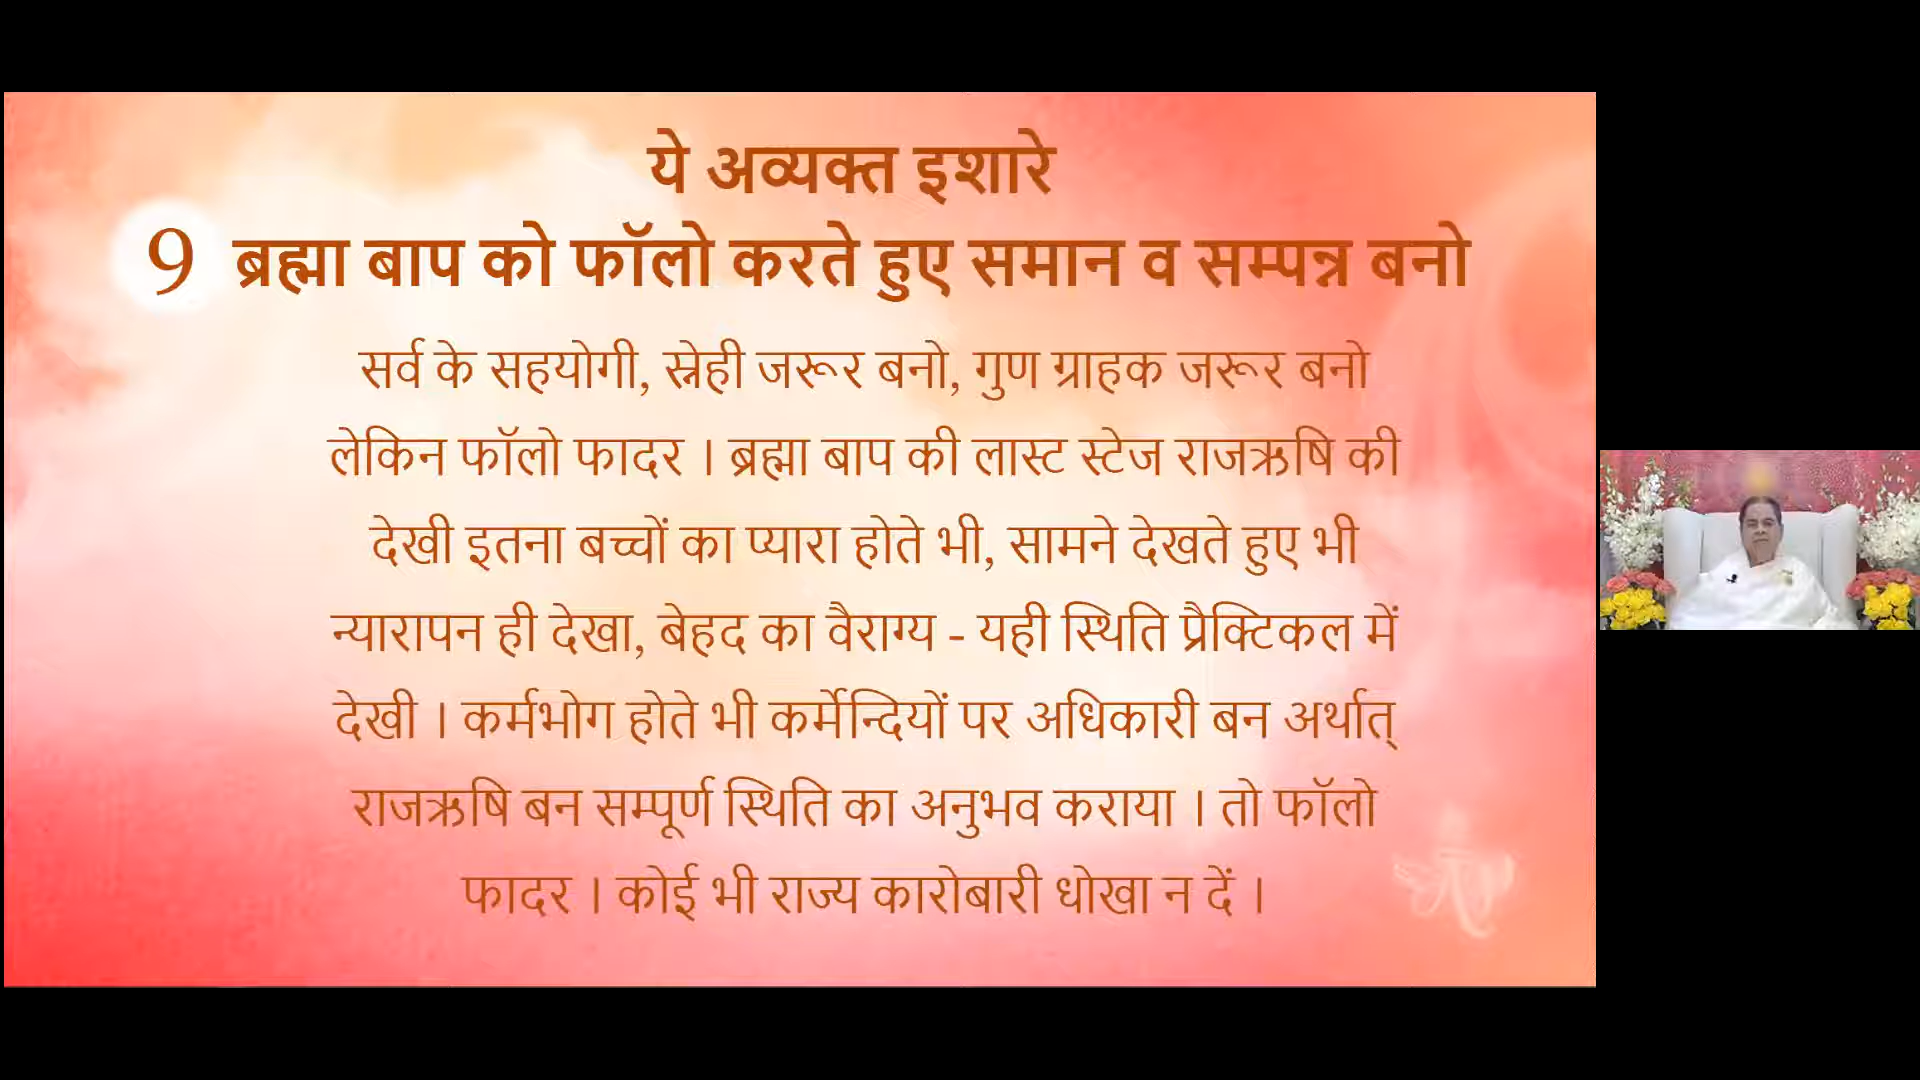 ये अव्यक्त इशारे
9 ब्रह्मा बाप को फॉलो करते हुए समान व सम्पन्न बनो
सर्व के सहयोगी, स्नेही जरूर बनो, गुण ग्राहक जरूर बनो
लेकिन फॉलो फादर । ब्रह्मा बाप की लास्ट स्टेज राजऋषि की
देखी इतना बच्चों का प्यारा होते भी, सामने देखते हुए भी
न्यारापन ही देखा, बेहद का वैराग्य - यही स्थिति प्रैक्टिकल में
देखी । कर्मभोग होते भी कर्मेन्दियों पर अधिकारी बन अर्थात्
राजऋषि बन सम्पूर्ण स्थिति का अनुभव कराया । तो फॉलो
फादर । कोई भी राज्य कारोबारी धोखा न दें ।